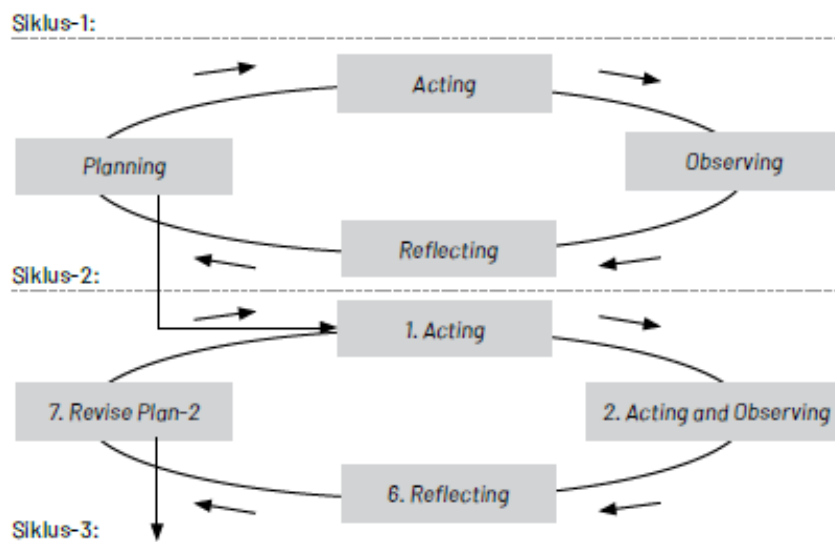 Siklus-1:
Acting
Planning
Observing
Reflecting
Siklus-2:
1. Acting
7. Revise Plan-2
2. Acting and Observing
6. Reflecting
Siklus-3: